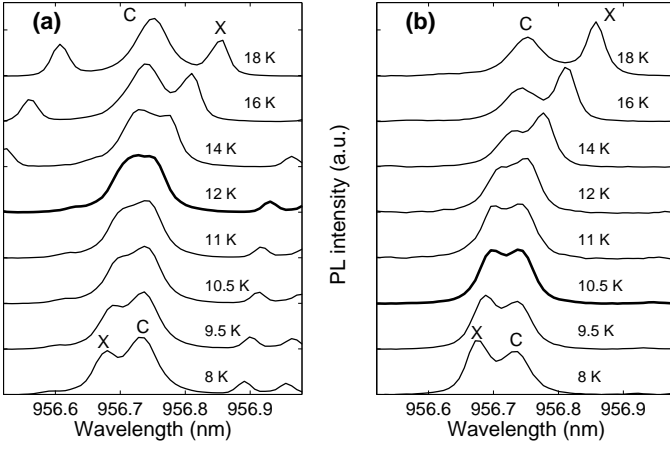 (a)
C
X
18 K
16 K
14 K
12 K
11 K
10.5 K
9.5 K
X
C
8 K
956.6
956.7
956.8
956.9
Wavelength (nm)
PL intensity (a.u.)
(b)
C
X
18 K
16 K
14 K
12 K
11 K
10.5 K
9.5 K
X
C
8 K
956.6
956.7
956.8
956.9
Wavelength (nm)